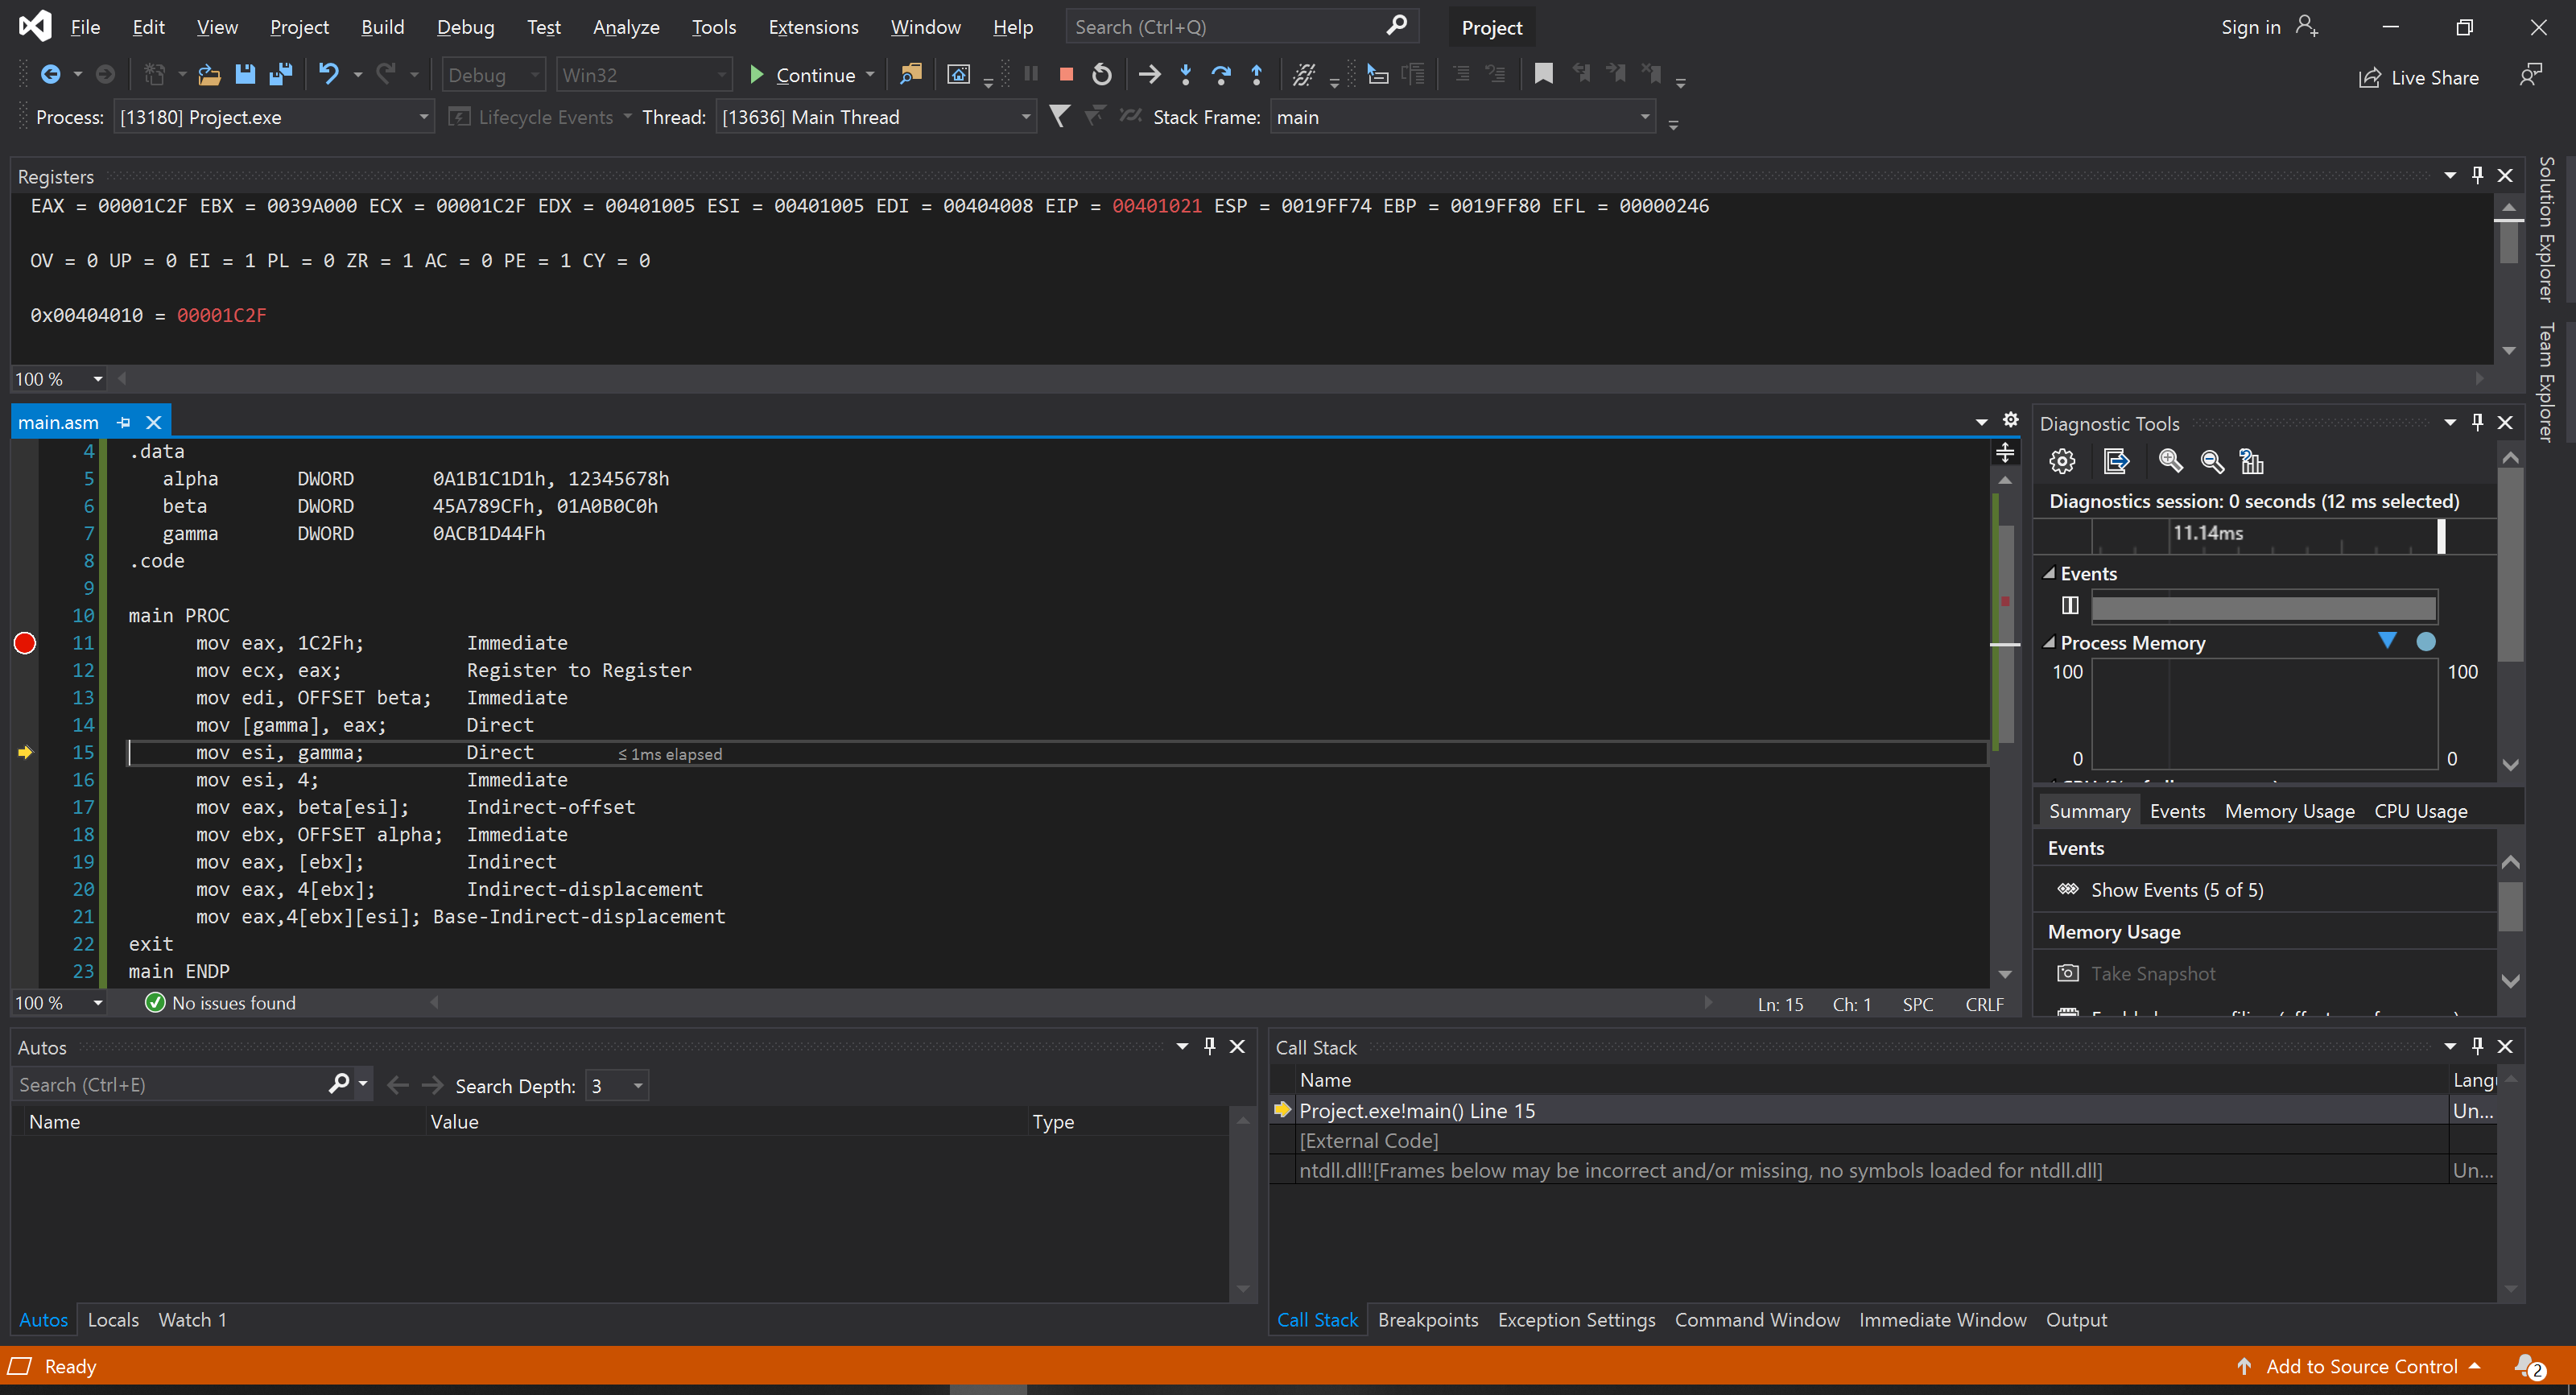 File Edit View Project Build Debug Test Analyze Tools Extensions Window Help Search (Ctrl+Q) Project Sign in
Debug Win32 Continue Live Share
Process: [13180] Project.exe Lifecycle Events Thread: [13636] Main Thread Stack Frame: main
Registers
EAX = 00001C2F EBX = 0039A000 ECX = 00001C2F EDX = 00401005 ESI = 00401005 EDI = 00404008 EIP = 00401021 ESP = 0019FF74 EBP = 0019FF80 EFL = 00000246
OV = 0 UP = 0 EI = 1 PL = 0 ZR = 1 AC = 0 PE = 1 CY = 0
0x00404010 = 00001C2F
100 %
Solution Explorer
Team Explorer
main.asm
4 .data
5 alpha DWORD 0A1B1C1D1h, 12345678h
6 beta DWORD 45A789CFh, 01A0B0C0h
7 gamma DWORD 0ACB1D44Fh
8 .code
9
10 main PROC
11 mov eax, 1C2Fh; Immediate
12 mov ecx, eax; Register to Register
13 mov edi, OFFSET beta; Immediate
14 mov [gamma], eax; Direct
15 mov esi, gamma; Direct ≤ 1ms elapsed
16 mov esi, 4; Immediate
17 mov eax, beta[esi]; Indirect-offset
18 mov ebx, OFFSET alpha; Immediate
19 mov eax, [ebx]; Indirect
20 mov eax, 4[ebx]; Indirect-displacement
21 mov eax,4[ebx][esi]; Base-Indirect-displacement
22 exit
23 main ENDP
100 % No issues found Ln: 15 Ch: 1 SPC CRLF
Diagnostic Tools
Diagnostics session: 0 seconds (12 ms selected)
11.14ms
Events
Process Memory
100 100
0 0
Summary Events Memory Usage CPU Usage
Events
Show Events (5 of 5)
Memory Usage
Take Snapshot
Autos
Search (Ctrl+E) Search Depth: 3
Name Value Type
Autos Locals Watch 1
Call Stack
Name Langu
Project.exe!main() Line 15 Un...
[External Code]
ntdll.dll![Frames below may be incorrect and/or missing, no symbols loaded for ntdll.dll] Un...
Call Stack Breakpoints Exception Settings Command Window Immediate Window Output
Ready Add to Source Control 2